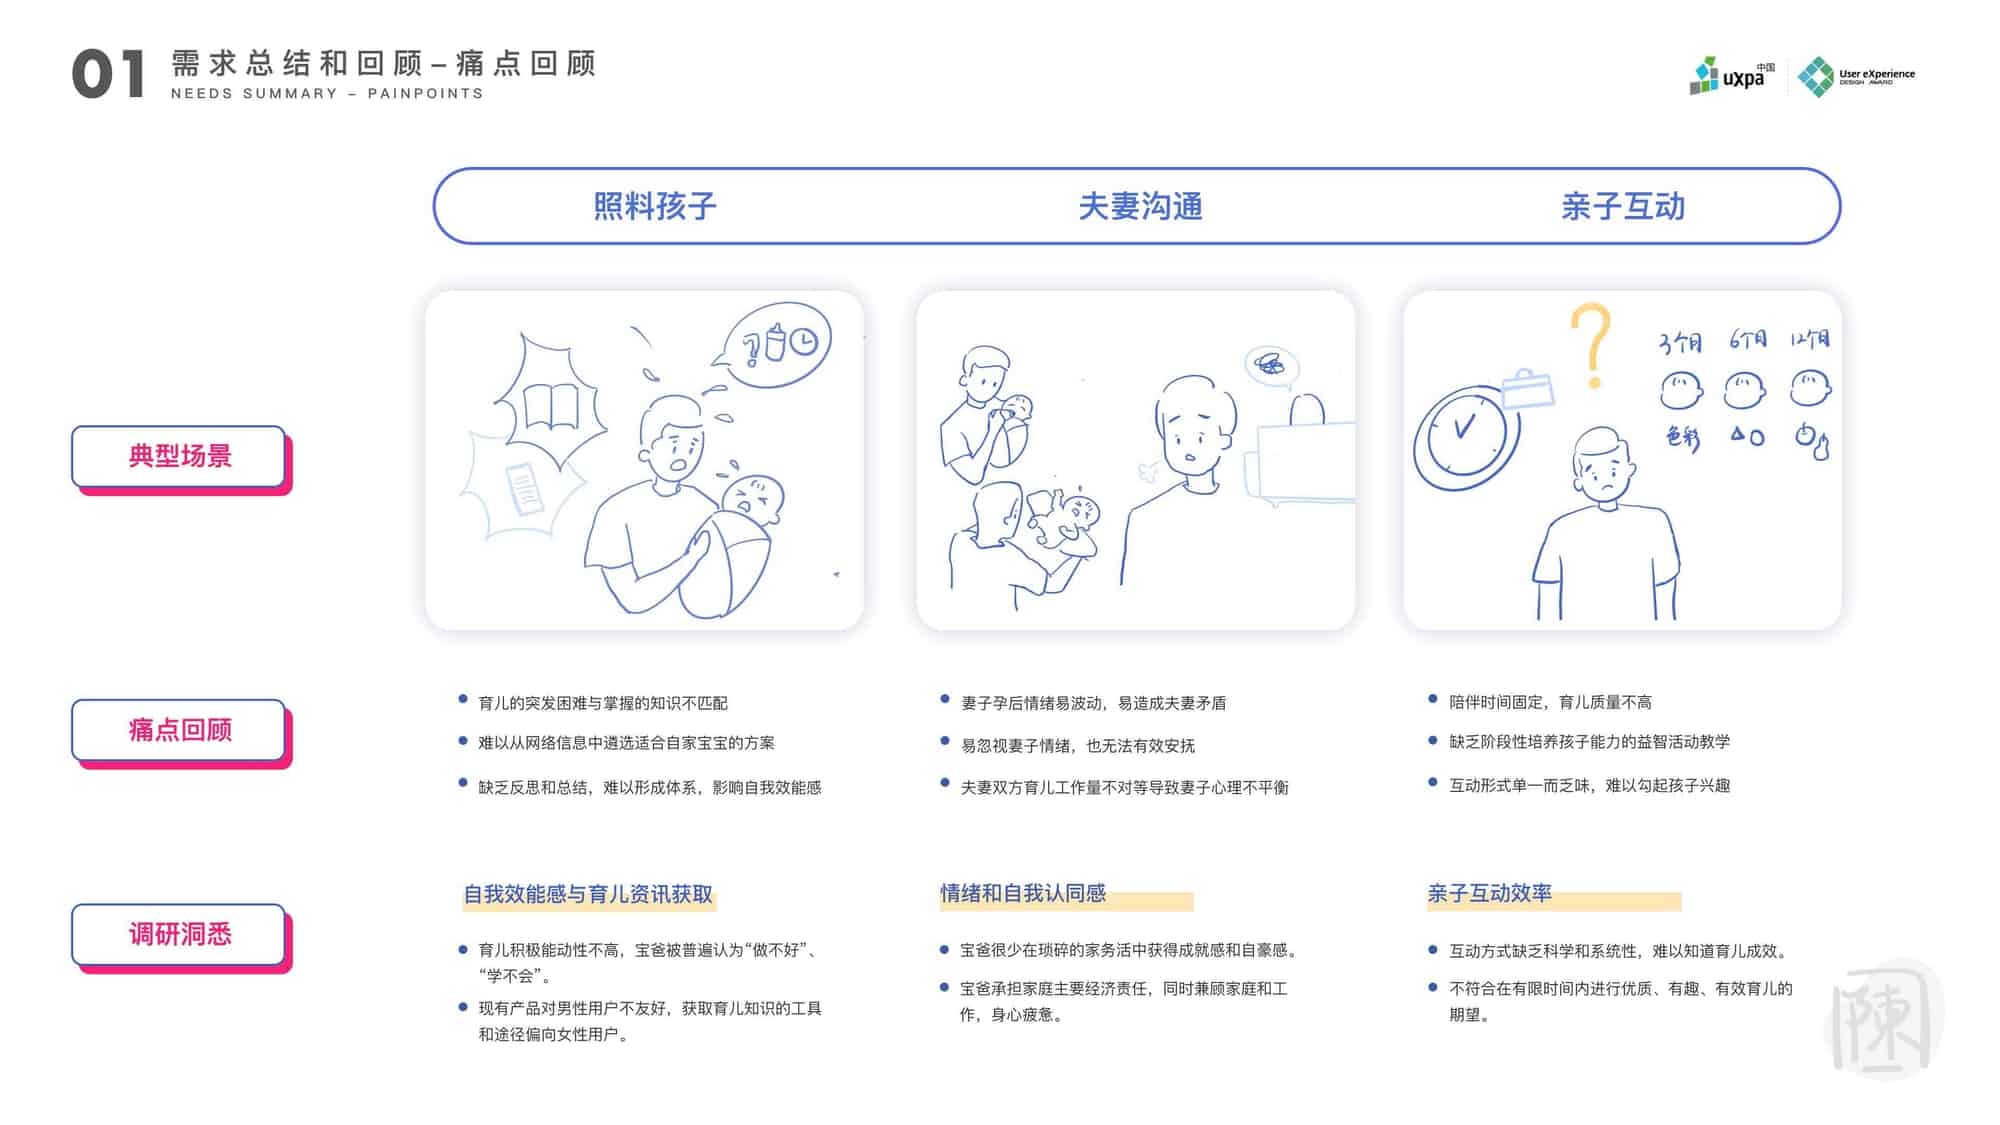 01
需求总结和回顾–痛点回顾
NEEDS SUMMARY – PAINPOINTS
uxpa中国
User eXperience
DESIGN AWARD
照料孩子
夫妻沟通
亲子互动
典型场景
?
?
3个月 6个月 12个月
色彩
痛点回顾
育儿的突发困难与掌握的知识不匹配
难以从网络信息中遴选适合自家宝宝的方案
缺乏反思和总结，难以形成体系，影响自我效能感
妻子孕后情绪易波动，易造成夫妻矛盾
易忽视妻子情绪，也无法有效安抚
夫妻双方育儿工作量不对等导致妻子心理不平衡
陪伴时间固定，育儿质量不高
缺乏阶段性培养孩子能力的益智活动教学
互动形式单一而乏味，难以勾起孩子兴趣
调研洞悉
自我效能感与育儿资讯获取
育儿积极能动性不高，宝爸被普遍认为“做不好”、
“学不会”。
现有产品对男性用户不友好，获取育儿知识的工具
和途径偏向女性用户。
情绪和自我认同感
宝爸很少在琐碎的家务活中获得成就感和自豪感。
宝爸承担家庭主要经济责任，同时兼顾家庭和工
作，身心疲惫。
亲子互动效率
互动方式缺乏科学和系统性，难以知道育儿成效。
不符合在有限时间内进行优质、有趣、有效育儿的
期望。
陳